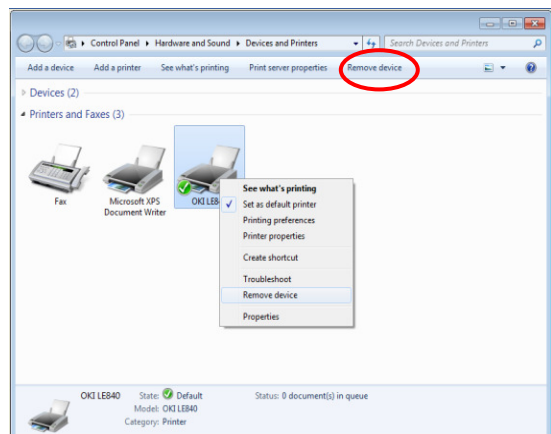 Control Panel ▸ Hardware and Sound ▸ Devices and Printers
Search Devices and Printers
Add a device Add a printer See what's printing Print server properties Remove device
Devices (2)
Printers and Faxes (3)
Fax
Microsoft XPS Document Writer
OKI LE84
See what's printing
Set as default printer
Printing preferences
Printer properties
Create shortcut
Troubleshoot
Remove device
Properties
OKI LE840 State: Default Status: 0 document(s) in queue
Model: OKI LE840
Category: Printer